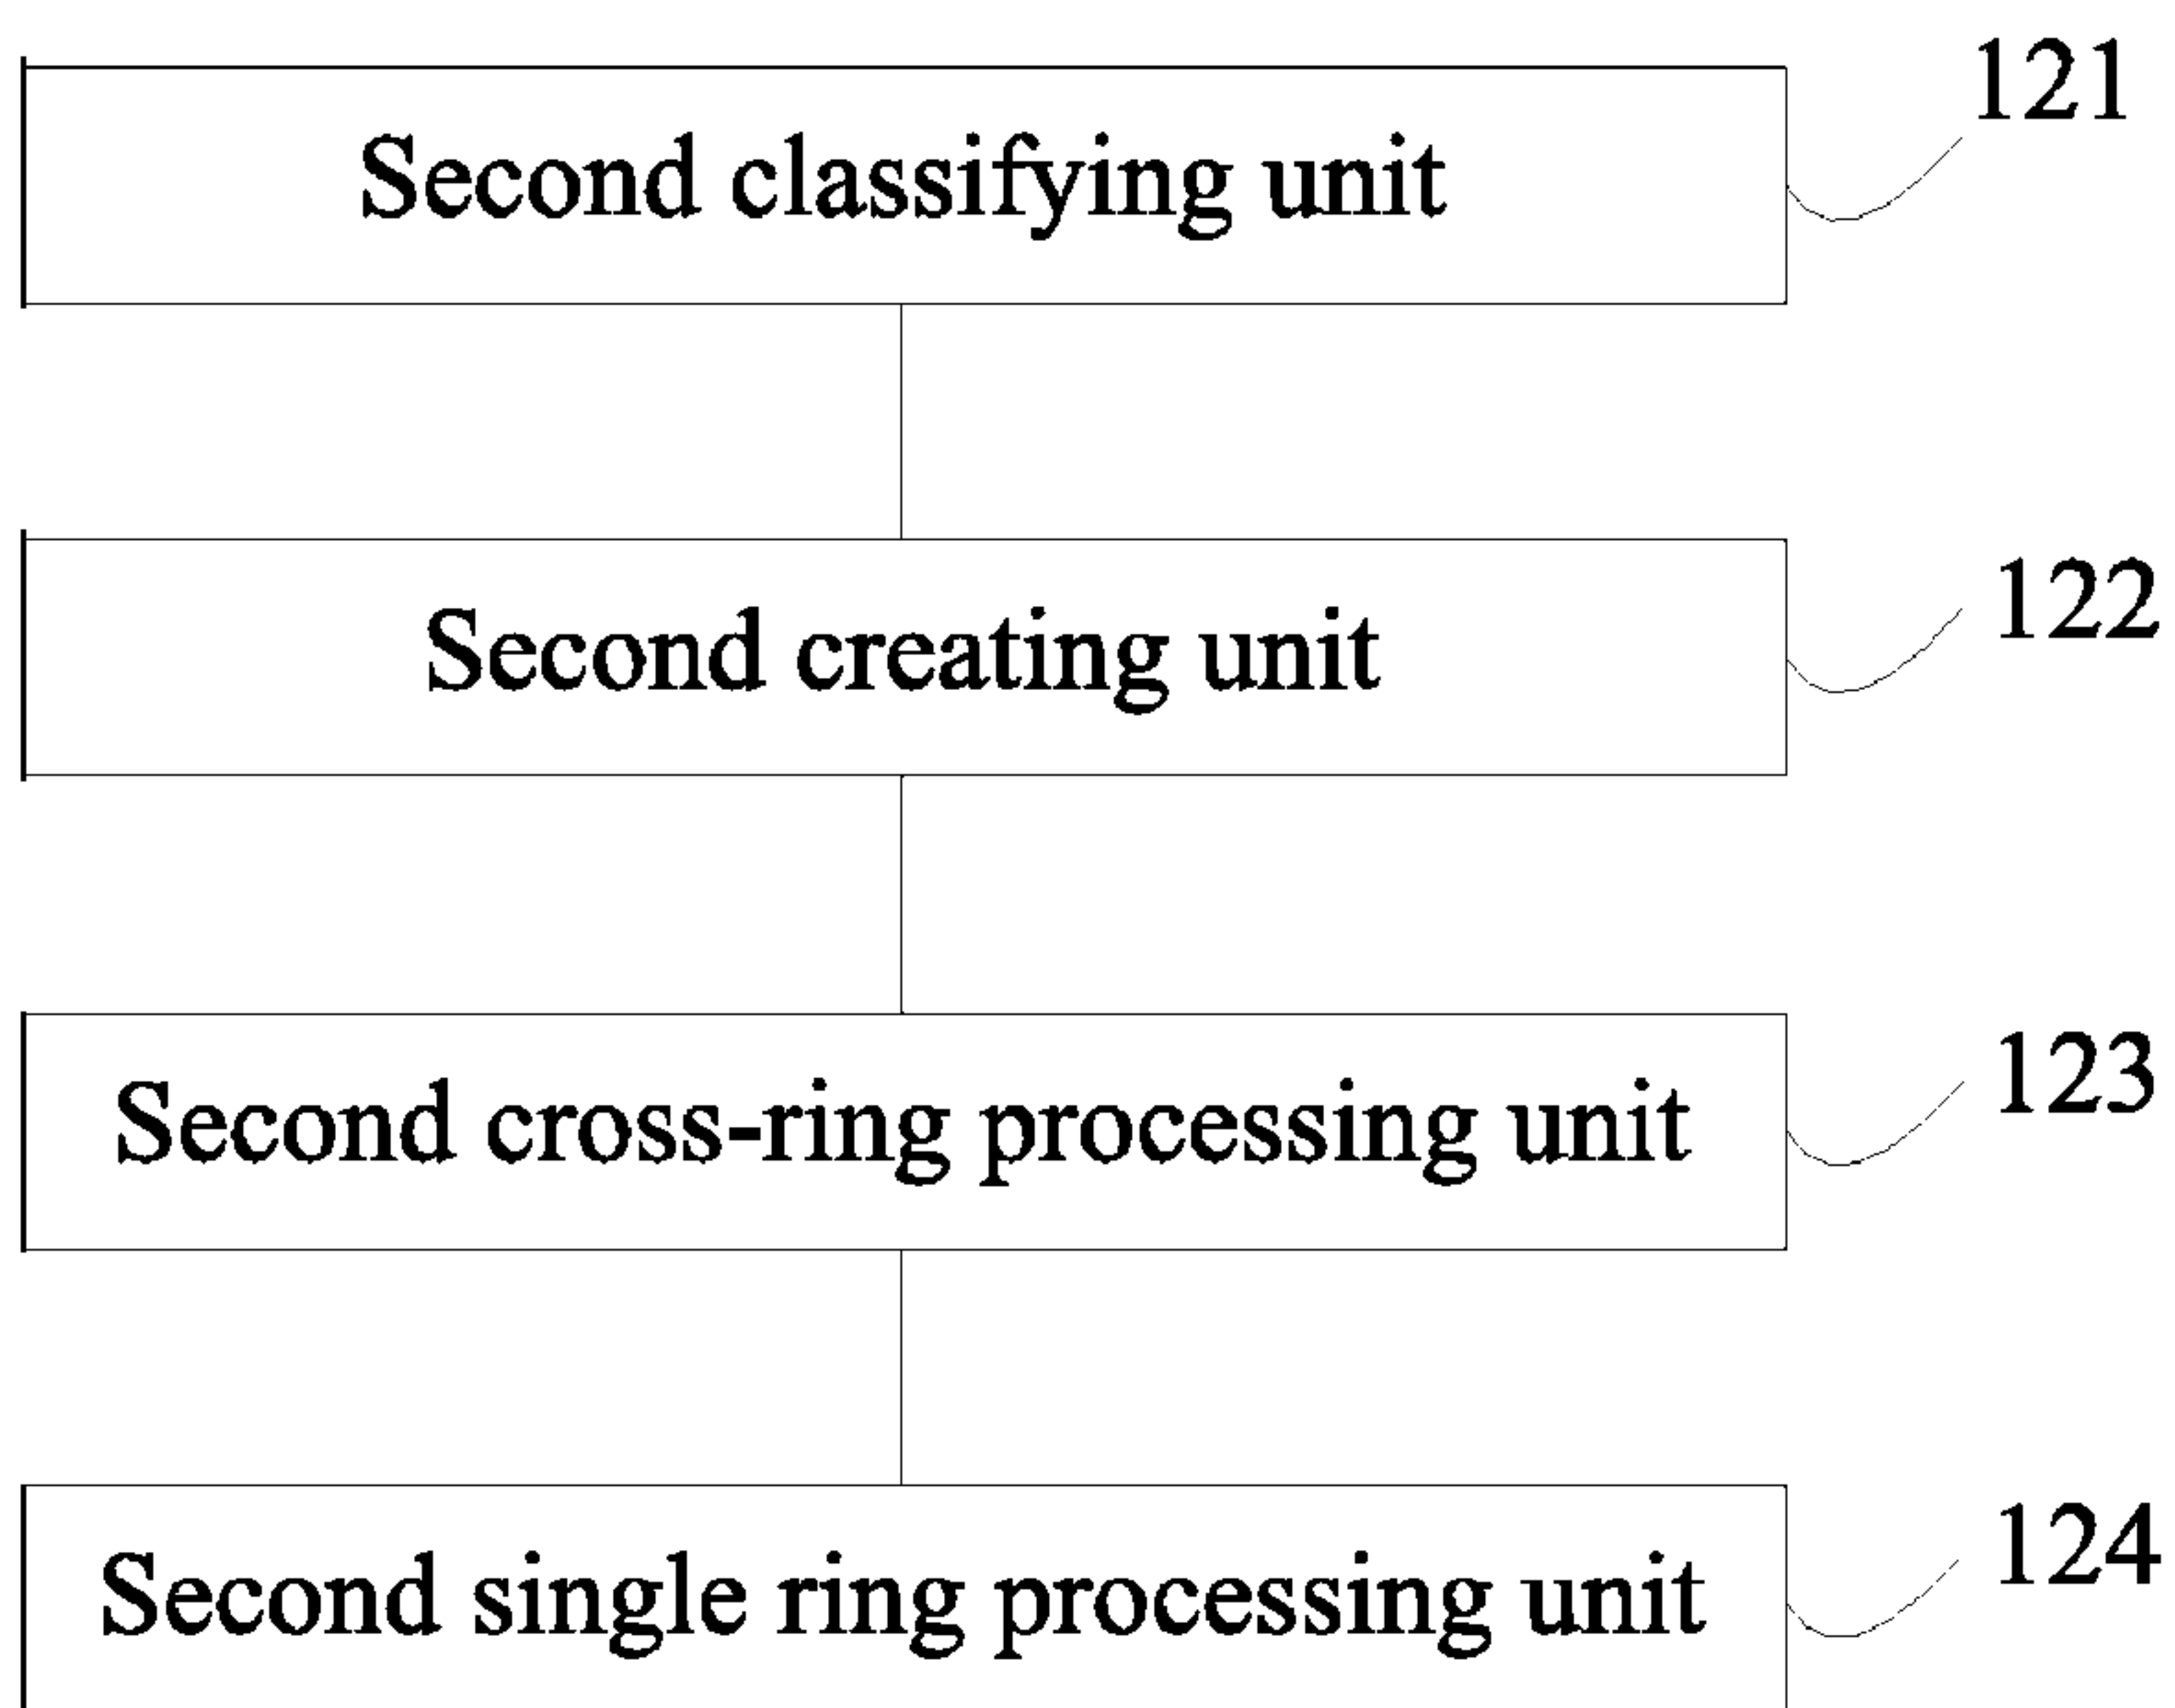 121
Second classifying unit
122
Second creating unit
123
Second cross-ring processing unit
124
Second single ring processing unit